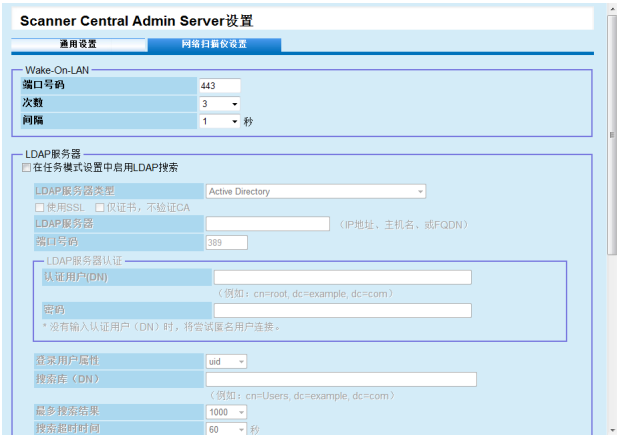 Scanner Central Admin Server设置
通用设置 网络扫描仪设置
Wake-On-LAN
端口号码 443
次数 3
间隔 1 秒
LDAP服务器
在任务模式设置中启用LDAP搜索
LDAP服务器类型 Active Directory
使用SSL 仅证书，不验证CA
LDAP服务器 (IP地址、主机名、或FQDN)
端口号码 389
LDAP服务器认证
认证用户(DN)
（例如：cn=root, dc=example, dc=com）
密码
* 没有输入认证用户（DN）时，将尝试匿名用户连接。
登录用户属性 uid
搜索库（DN）
（例如：cn=Users, dc=example, dc=com）
最多搜索结果 1000
搜索超时时间 60 秒